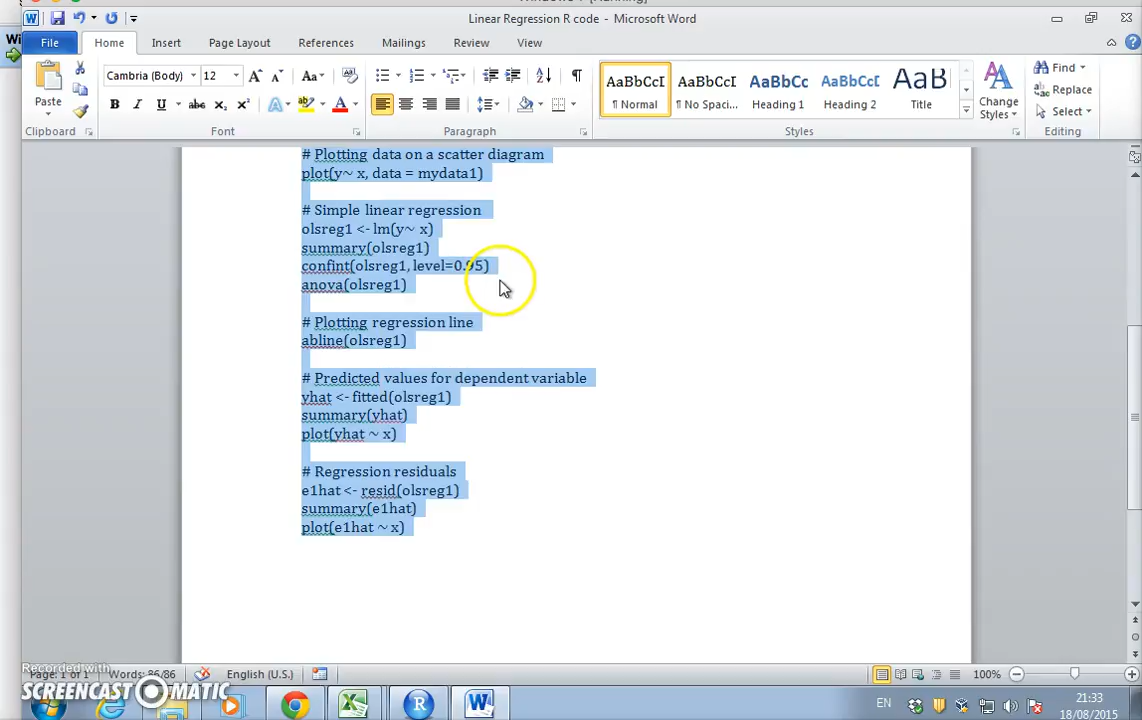 Linear Regression R code - Microsoft Word
File Home Insert Page Layout References Mailings Review View
Cambria (Body) 12
Paste
Clipboard Font Paragraph Styles Editing
AaBbCcI AaBbCcI AaBbCc AaBbCcI AaB
¶ Normal ¶ No Spaci... Heading 1 Heading 2 Title
Change Styles
Find
Replace
Select
# Plotting data on a scatter diagram
plot(y~ x, data = mydata1)
# Simple linear regression
olsreg1 <- lm(y~ x)
summary(olsreg1)
confint(olsreg1, level=0.95)
anova(olsreg1)
# Plotting regression line
abline(olsreg1)
# Predicted values for dependent variable
yhat <- fitted(olsreg1)
summary(yhat)
plot(yhat ~ x)
# Regression residuals
e1hat <- resid(olsreg1)
summary(e1hat)
plot(e1hat ~ x)
Recorded with
Page: 1 of 1 Words: 86/86 English (U.S.) 100%
SCREENCAST-O-MATIC
EN
21:33
18/08/2015